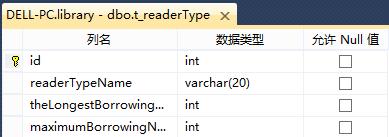 DELL-PC.library - dbo.t_readerType ×
列名 数据类型 允许 Null 值
id int
readerTypeName varchar(20)
theLongestBorrowing... int
maximumBorrowingN... int